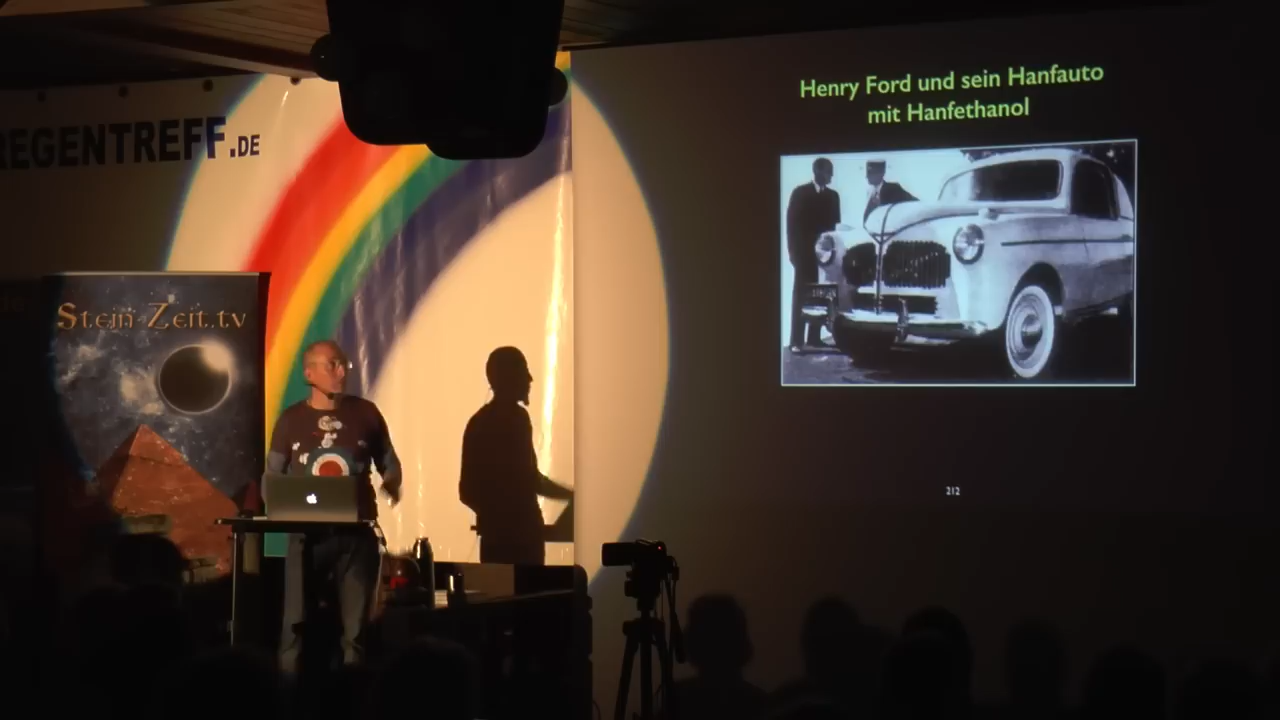 REGENTREFF.DE
Stein-Zeit.tv
Henry Ford und sein Hanfauto
mit Hanfethanol
212